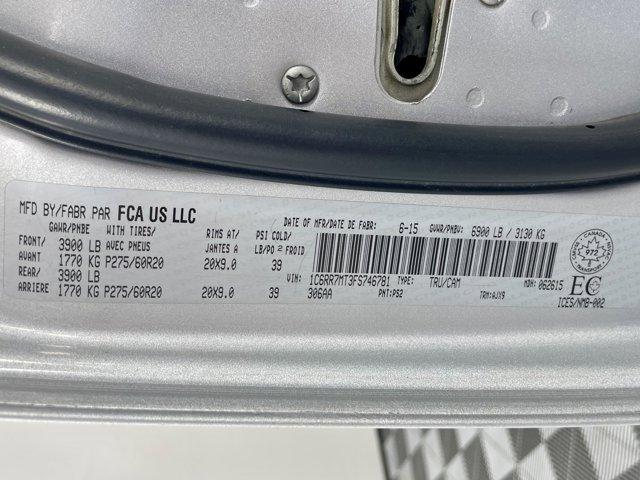 MFD BY/FABR PAR FCA US LLC
DATE OF MFR/DATE DE FABR: 6-15 GVWR/PNBV: 6900 LB / 3130 KG
GAWR/PNBE WITH TIRES/ RIMS AT/ PSI COLD/
FRONT/ 3900 LB AVEC PNEUS JANTES A LB/PO² FROID
AVANT 1770 KG P275/60R20 20X9.0 39
REAR/ 3900 LB
ARRIERE 1770 KG P275/60R20 20X9.0 39
VIN: 1C6RR7MT3FS746781 TYPE: TRU/CAM MDH: 062615
306AA PNT:PS2 TRM:AJX9
CANADA
972
TRANSPORT
EC
ICES/NMB-002